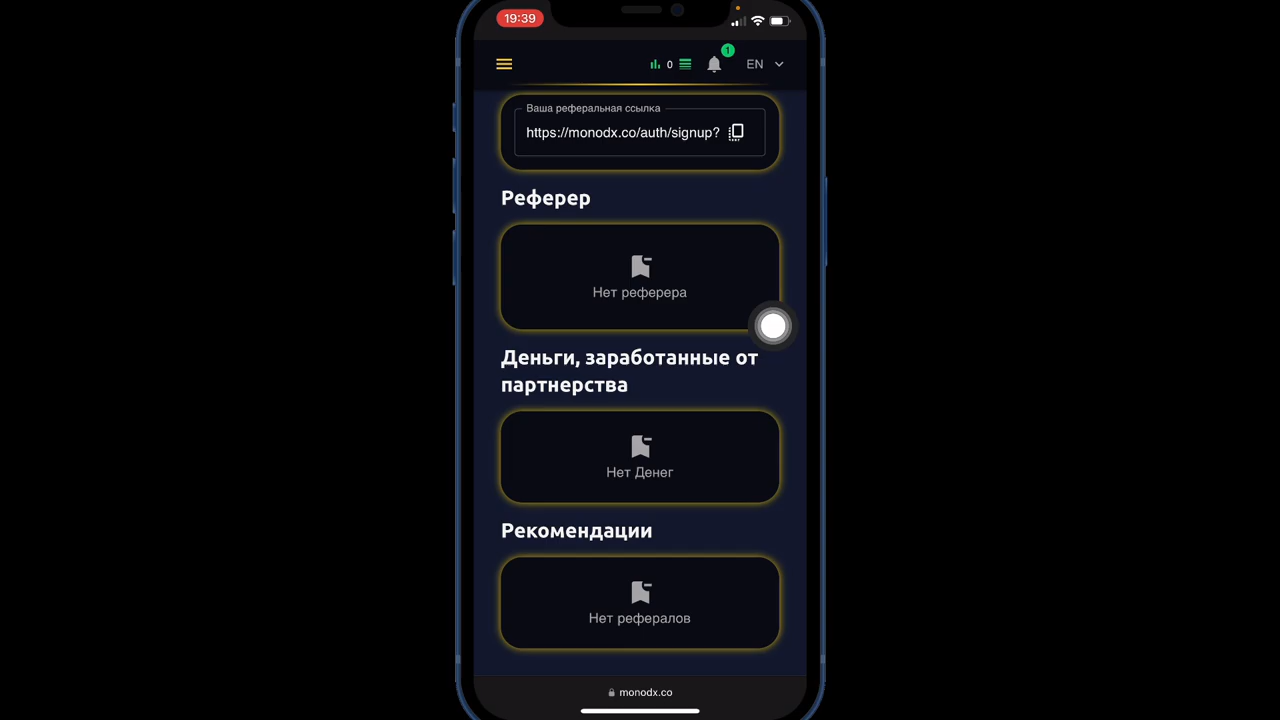 19:39
0
1
EN
Ваша реферальная ссылка
https://monodx.co/auth/signup?
Реферер
Нет реферера
Деньги, заработанные от
партнерства
Нет Денег
Рекомендации
Нет рефералов
monodx.co